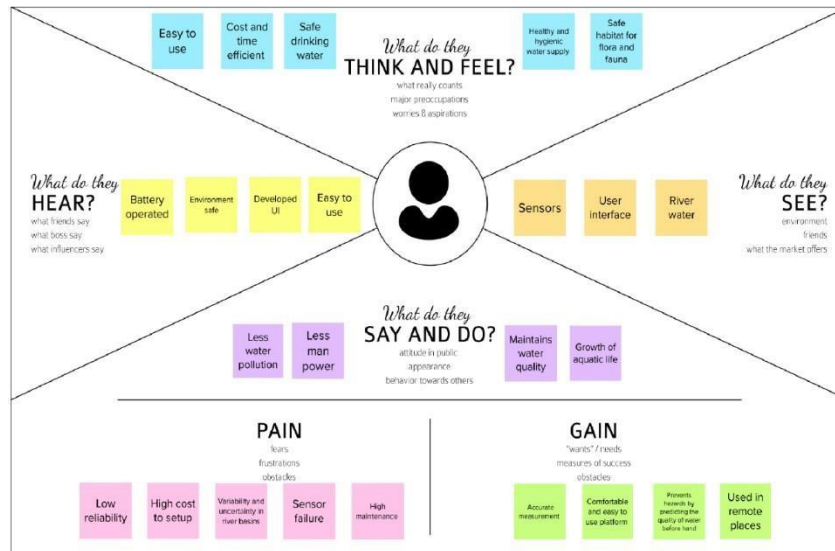 Easy to
use
Cost and
time
efficient
Safe
drinking
water
What do they
THINK AND FEEL?
what really counts
major preoccupations
worries & aspirations
Healthy and
hygienic
water supply
Safe
habitat for
flora and
fauna
What do they
HEAR?
what friends say
what boss say
what influencers say
Battery
operated
Environment
safe
Developed
UI
Easy to
use
Sensors
User
interface
River
water
What do they
SEE?
environment
friends
what the market offers
Less
water
pollution
Less
man
power
What do they
SAY AND DO?
attitude in public
appearance
behavior towards others
Maintains
water
quality
Growth of
aquatic life
PAIN
fears
frustrations
obstacles
Low
reliability
High cost
to setup
Variability and
uncertainty in
river basins
Sensor
failure
High
maintenance
GAIN
"wants" / needs
measures of success
obstacles
Accurate
measurement
Comfortable
and easy to
use platform
Prevents
hazards by
predicting the
quality of water
before hand
Used in
remote
places